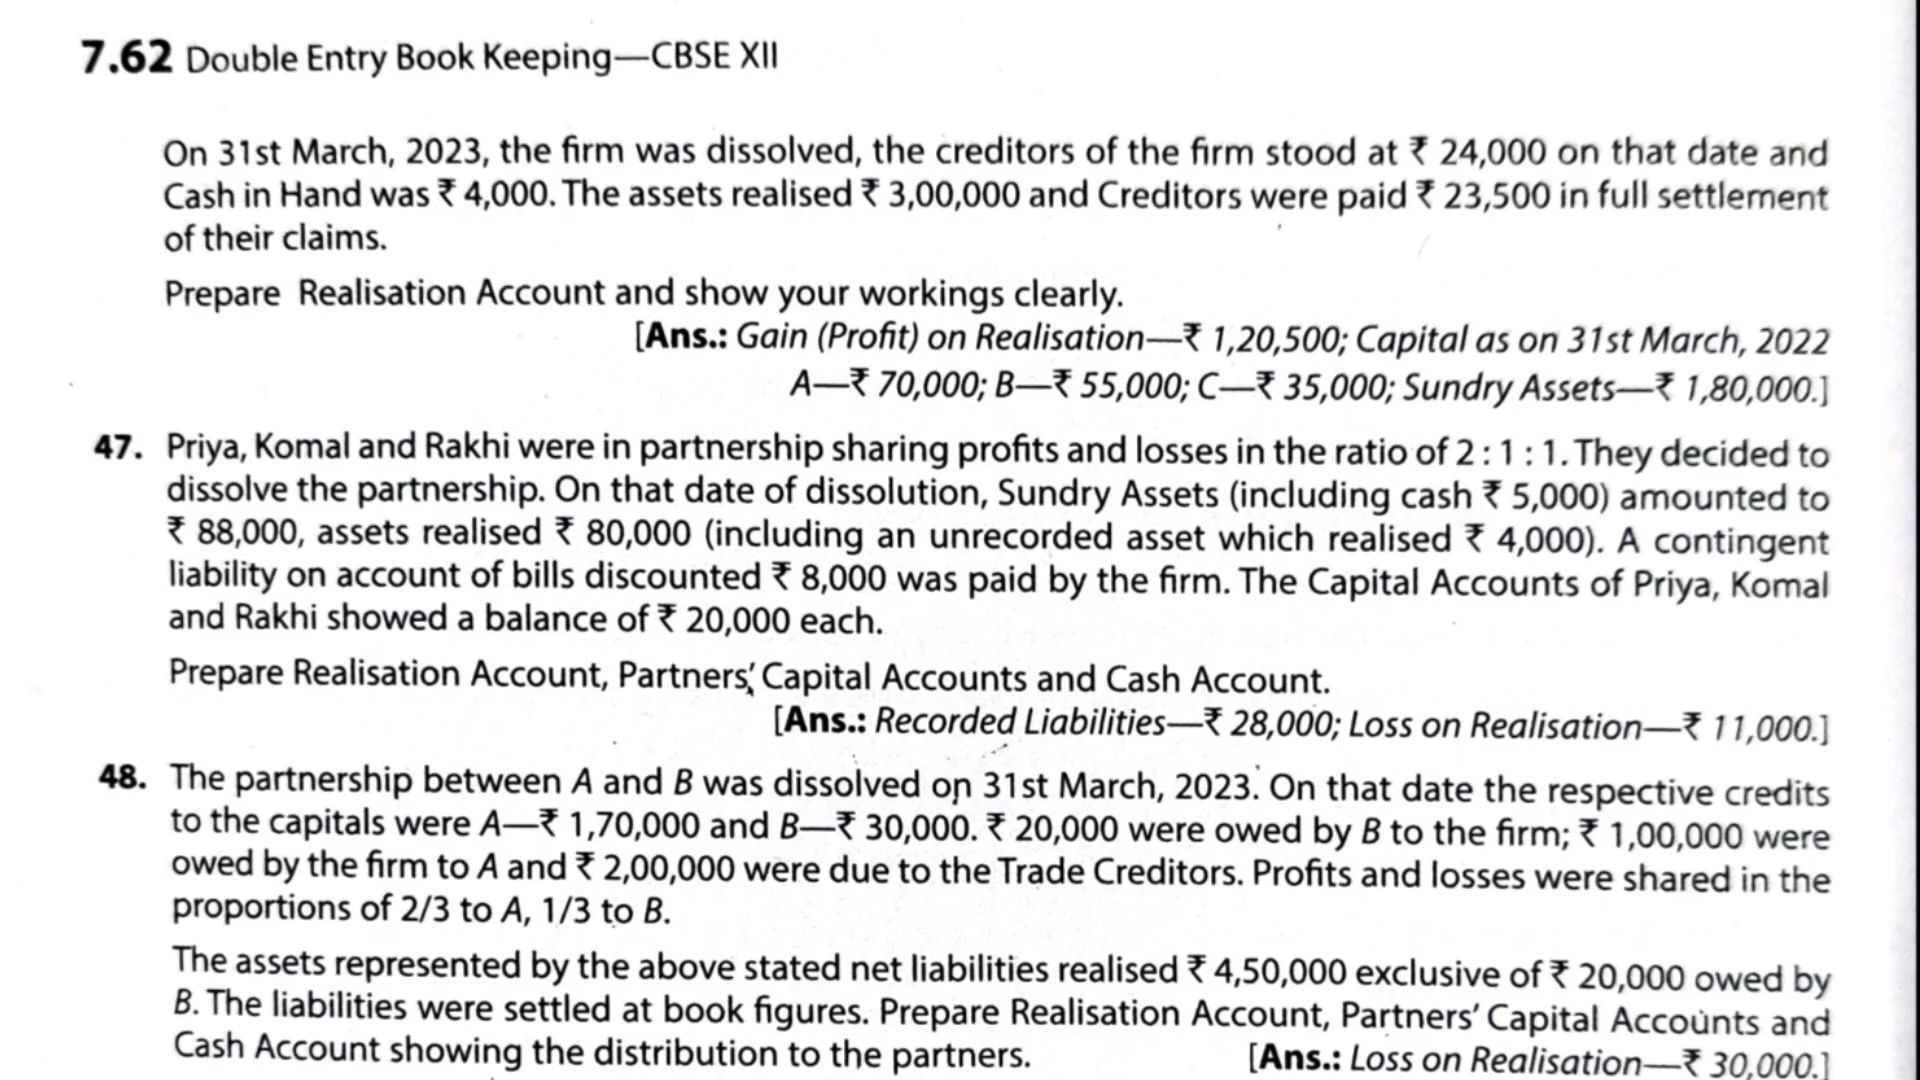 7.62 Double Entry Book Keeping—CBSE XII
On 31st March, 2023, the firm was dissolved, the creditors of the firm stood at ₹ 24,000 on that date and
Cash in Hand was ₹ 4,000. The assets realised ₹ 3,00,000 and Creditors were paid ₹ 23,500 in full settlement
of their claims.
Prepare Realisation Account and show your workings clearly.
[Ans.: Gain (Profit) on Realisation—₹ 1,20,500; Capital as on 31st March, 2022
A—₹ 70,000; B—₹ 55,000; C—₹ 35,000; Sundry Assets—₹ 1,80,000.]
47. Priya, Komal and Rakhi were in partnership sharing profits and losses in the ratio of 2 : 1 : 1. They decided to
dissolve the partnership. On that date of dissolution, Sundry Assets (including cash ₹ 5,000) amounted to
₹ 88,000, assets realised ₹ 80,000 (including an unrecorded asset which realised ₹ 4,000). A contingent
liability on account of bills discounted ₹ 8,000 was paid by the firm. The Capital Accounts of Priya, Komal
and Rakhi showed a balance of ₹ 20,000 each.
Prepare Realisation Account, Partners' Capital Accounts and Cash Account.
[Ans.: Recorded Liabilities—₹ 28,000; Loss on Realisation—₹ 11,000.]
48. The partnership between A and B was dissolved on 31st March, 2023. On that date the respective credits
to the capitals were A—₹ 1,70,000 and B—₹ 30,000. ₹ 20,000 were owed by B to the firm; ₹ 1,00,000 were
owed by the firm to A and ₹ 2,00,000 were due to the Trade Creditors. Profits and losses were shared in the
proportions of 2/3 to A, 1/3 to B.
The assets represented by the above stated net liabilities realised ₹ 4,50,000 exclusive of ₹ 20,000 owed by
B. The liabilities were settled at book figures. Prepare Realisation Account, Partners' Capital Accounts and
Cash Account showing the distribution to the partners. [Ans.: Loss on Realisation—₹ 30,000.]